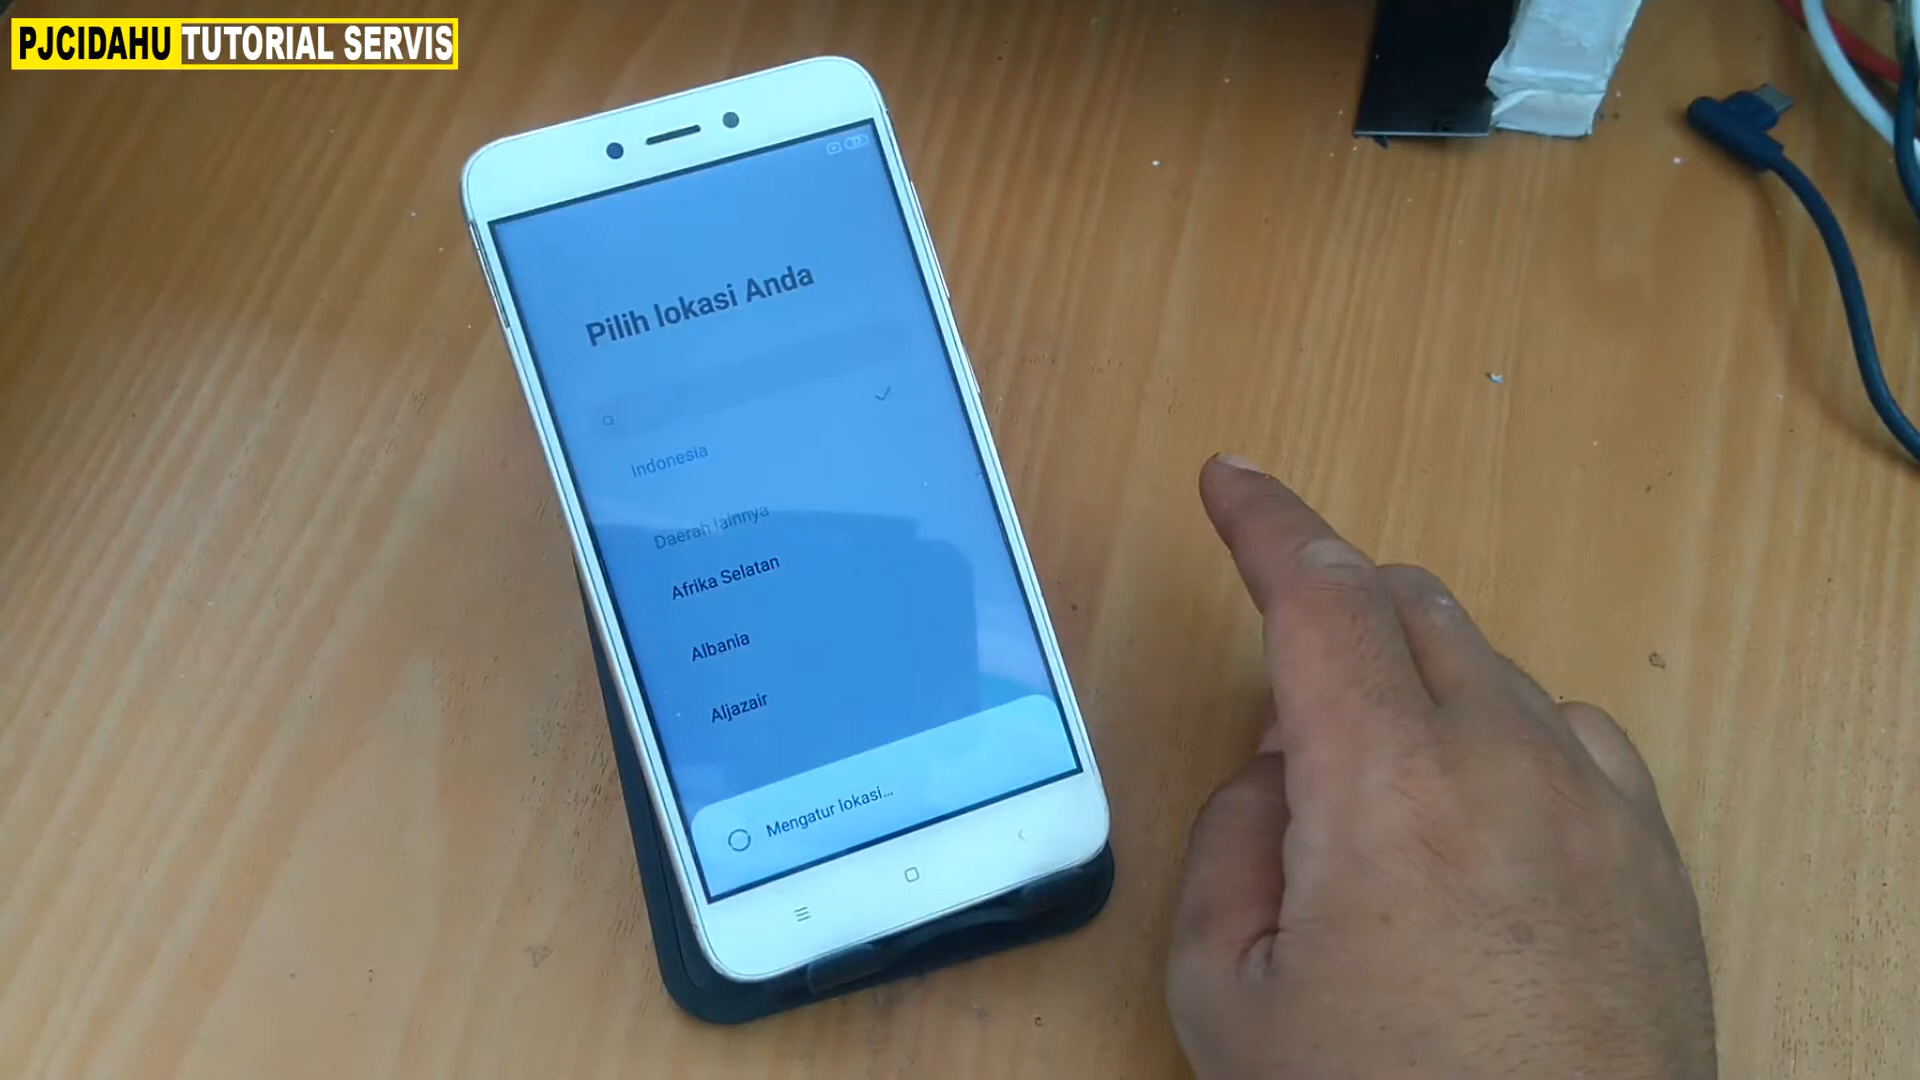 PJCIDAHU TUTORIAL SERVIS
Pilih lokasi Anda
Indonesia
Daerah lainnya
Afrika Selatan
Albania
Aljazair
Mengatur lokasi...